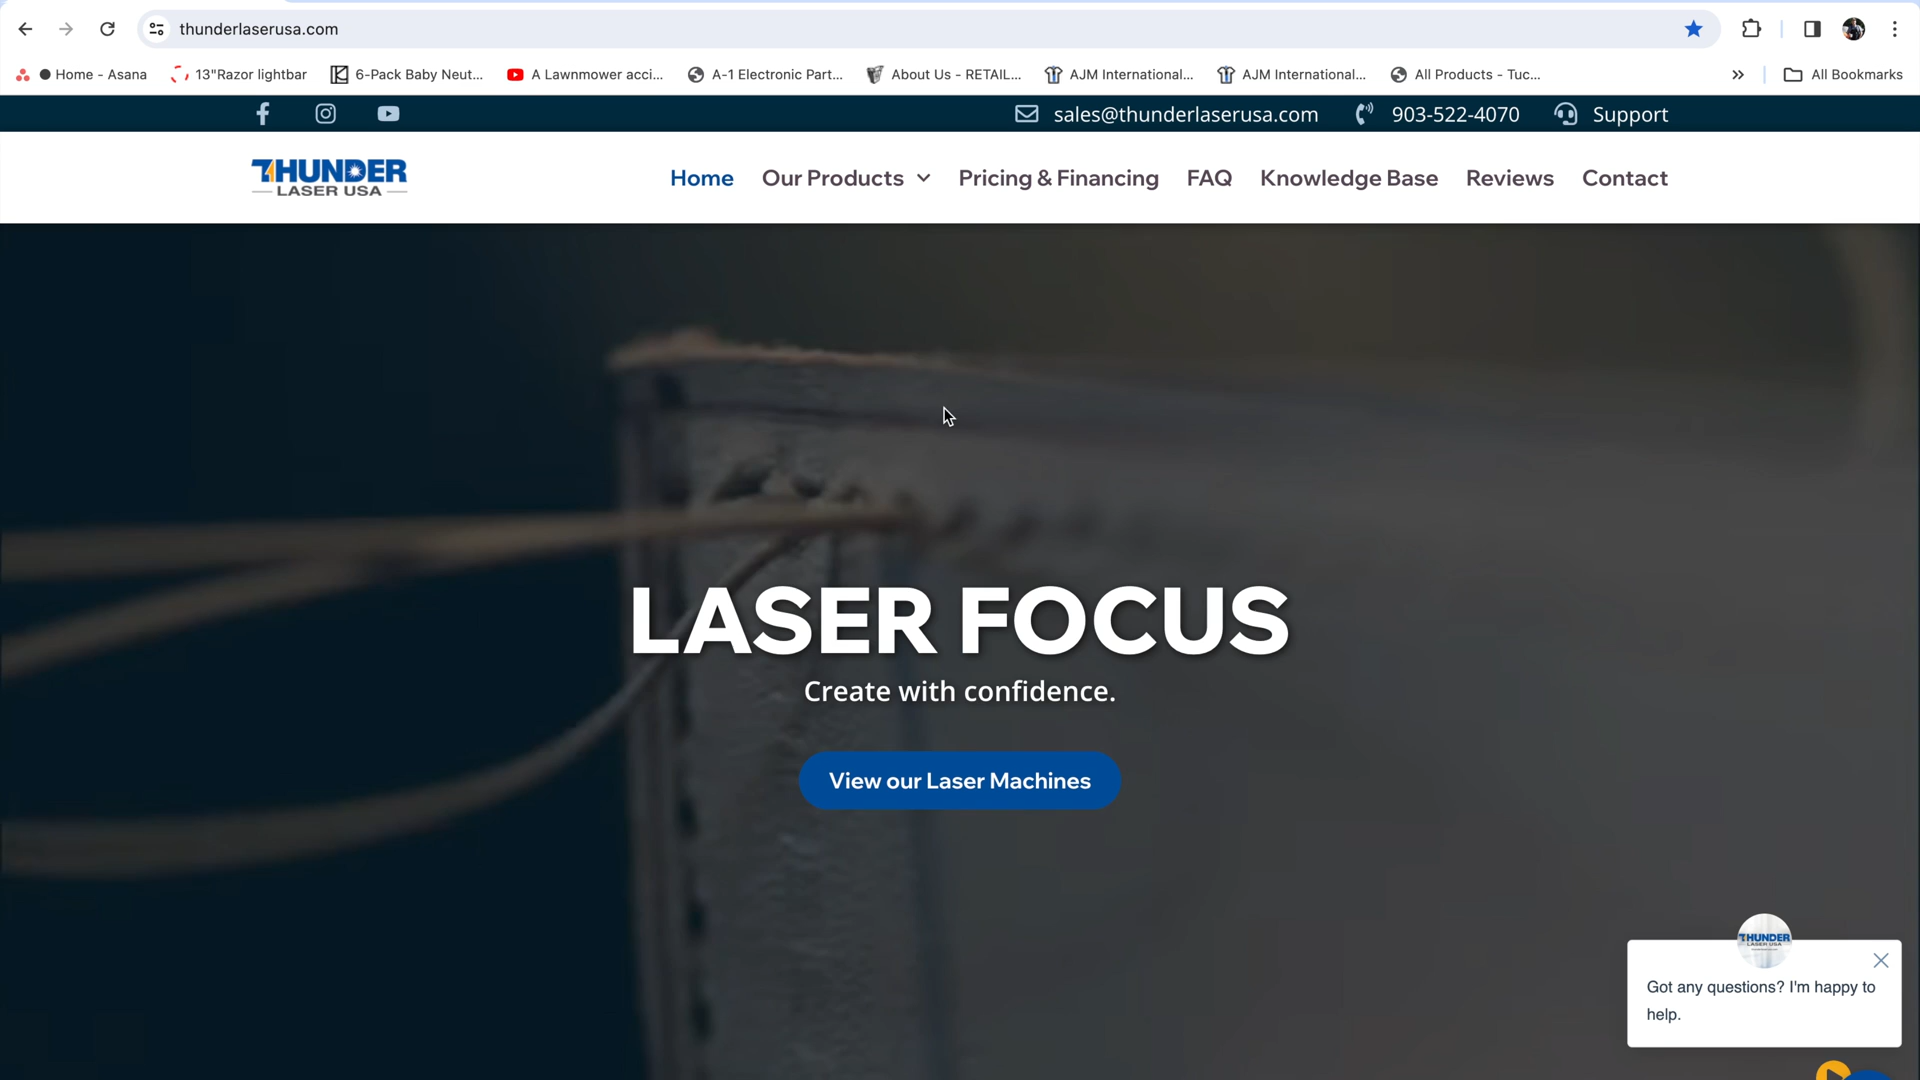 thunderlaserusa.com
Home - Asana
13"Razor lightbar
6-Pack Baby Neut...
A Lawnmower acci...
A-1 Electronic Part...
About Us - RETAIL...
AJM International...
AJM International...
All Products - Tuc...
All Bookmarks
sales@thunderlaserusa.com
903-522-4070
Support
THUNDER
LASER USA
Home
Our Products
Pricing & Financing
FAQ
Knowledge Base
Reviews
Contact
LASER FOCUS
Create with confidence.
View our Laser Machines
THUNDER
LASER USA
Got any questions? I'm happy to
help.